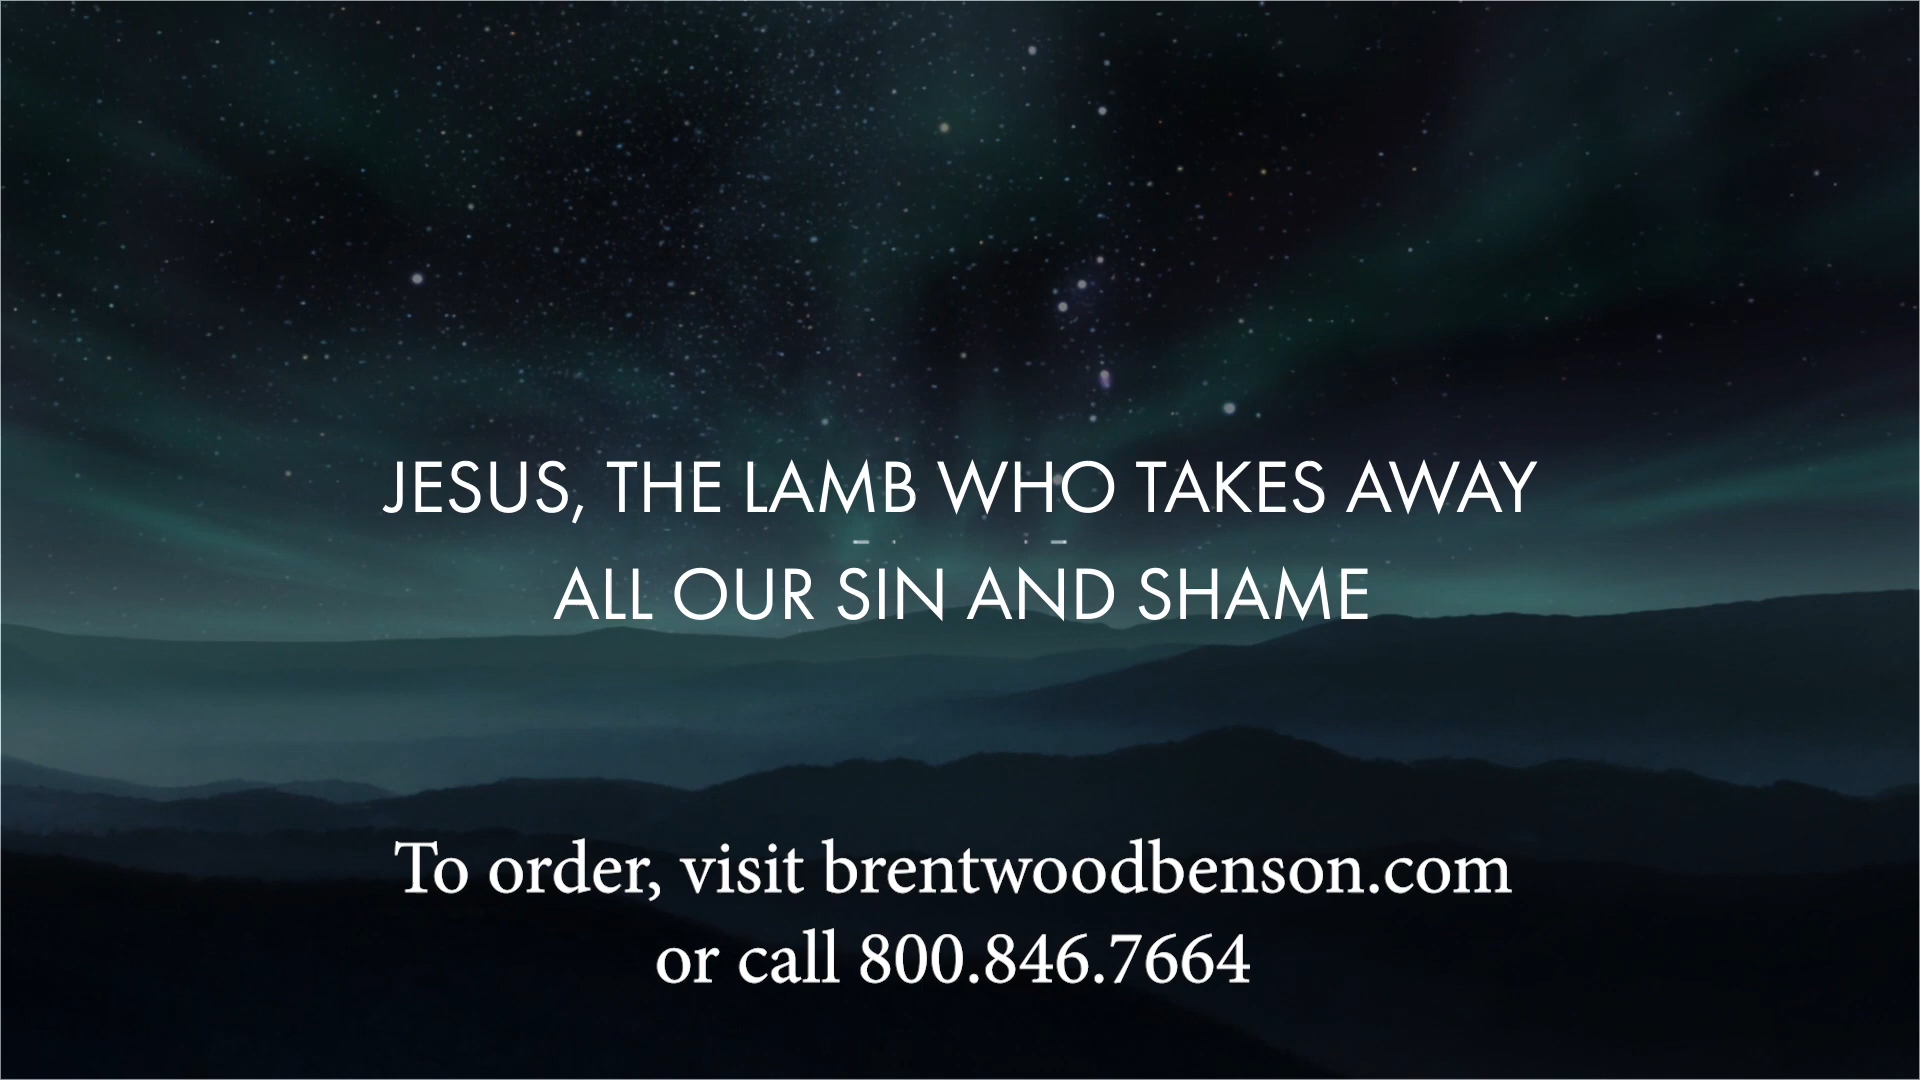 JESUS, THE LAMB WHO TAKES AWAY
ALL OUR SIN AND SHAME
To order, visit brentwoodbenson.com
or call 800.846.7664